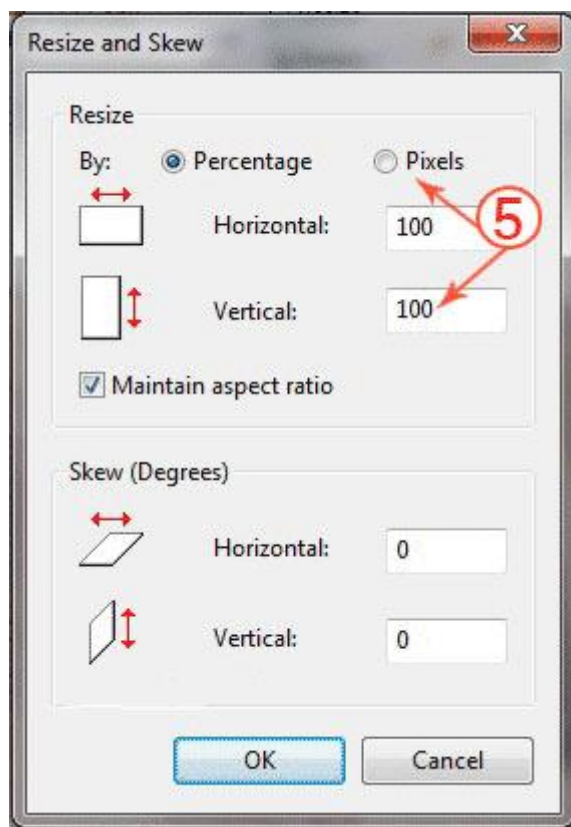 Resize and Skew
Resize
By: Percentage Pixels
Horizontal: 100
5
Vertical: 100
Maintain aspect ratio
Skew (Degrees)
Horizontal: 0
Vertical: 0
OK Cancel